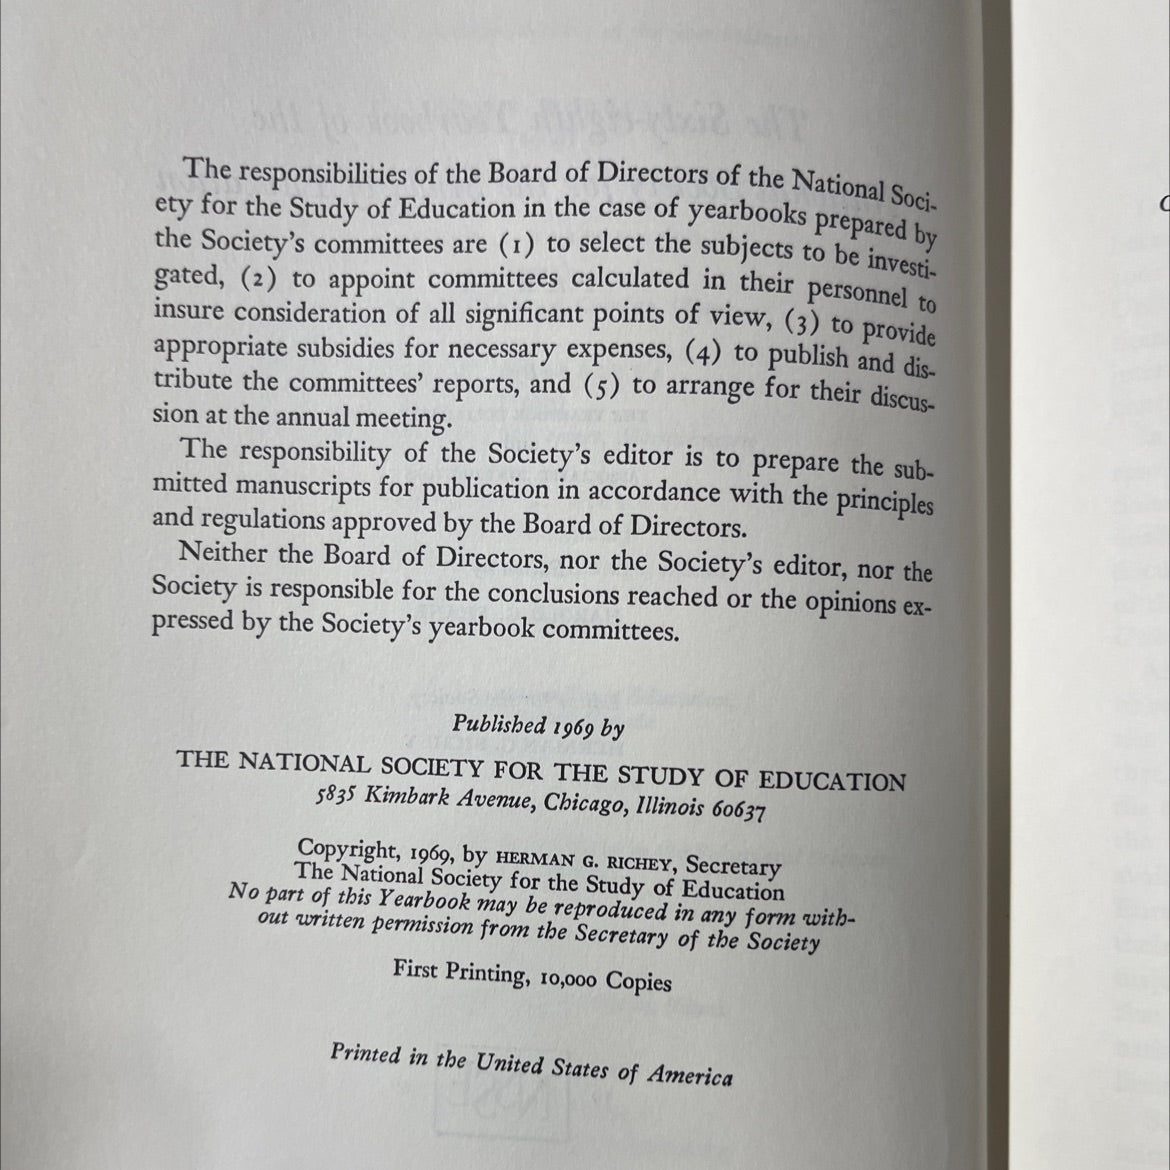 The responsibilities of the Board of Directors of the National Soci-
ety for the Study of Education in the case of yearbooks prepared by
the Society's committees are (1) to select the subjects to be investi-
gated, (2) to appoint committees calculated in their personnel to
insure consideration of all significant points of view, (3) to provide
appropriate subsidies for necessary expenses, (4) to publish and dis-
tribute the committees' reports, and (5) to arrange for their discus-
sion at the annual meeting.
The responsibility of the Society's editor is to prepare the sub-
mitted manuscripts for publication in accordance with the principles
and regulations approved by the Board of Directors.
Neither the Board of Directors, nor the Society's editor, nor the
Society is responsible for the conclusions reached or the opinions ex-
pressed by the Society's yearbook committees.
Published 1969 by
THE NATIONAL SOCIETY FOR THE STUDY OF EDUCATION
5835 Kimbark Avenue, Chicago, Illinois 60637
Copyright, 1969, by HERMAN G. RICHEY, Secretary
The National Society for the Study of Education
No part of this Yearbook may be reproduced in any form with-
out written permission from the Secretary of the Society
First Printing, 10,000 Copies
Printed in the United States of America